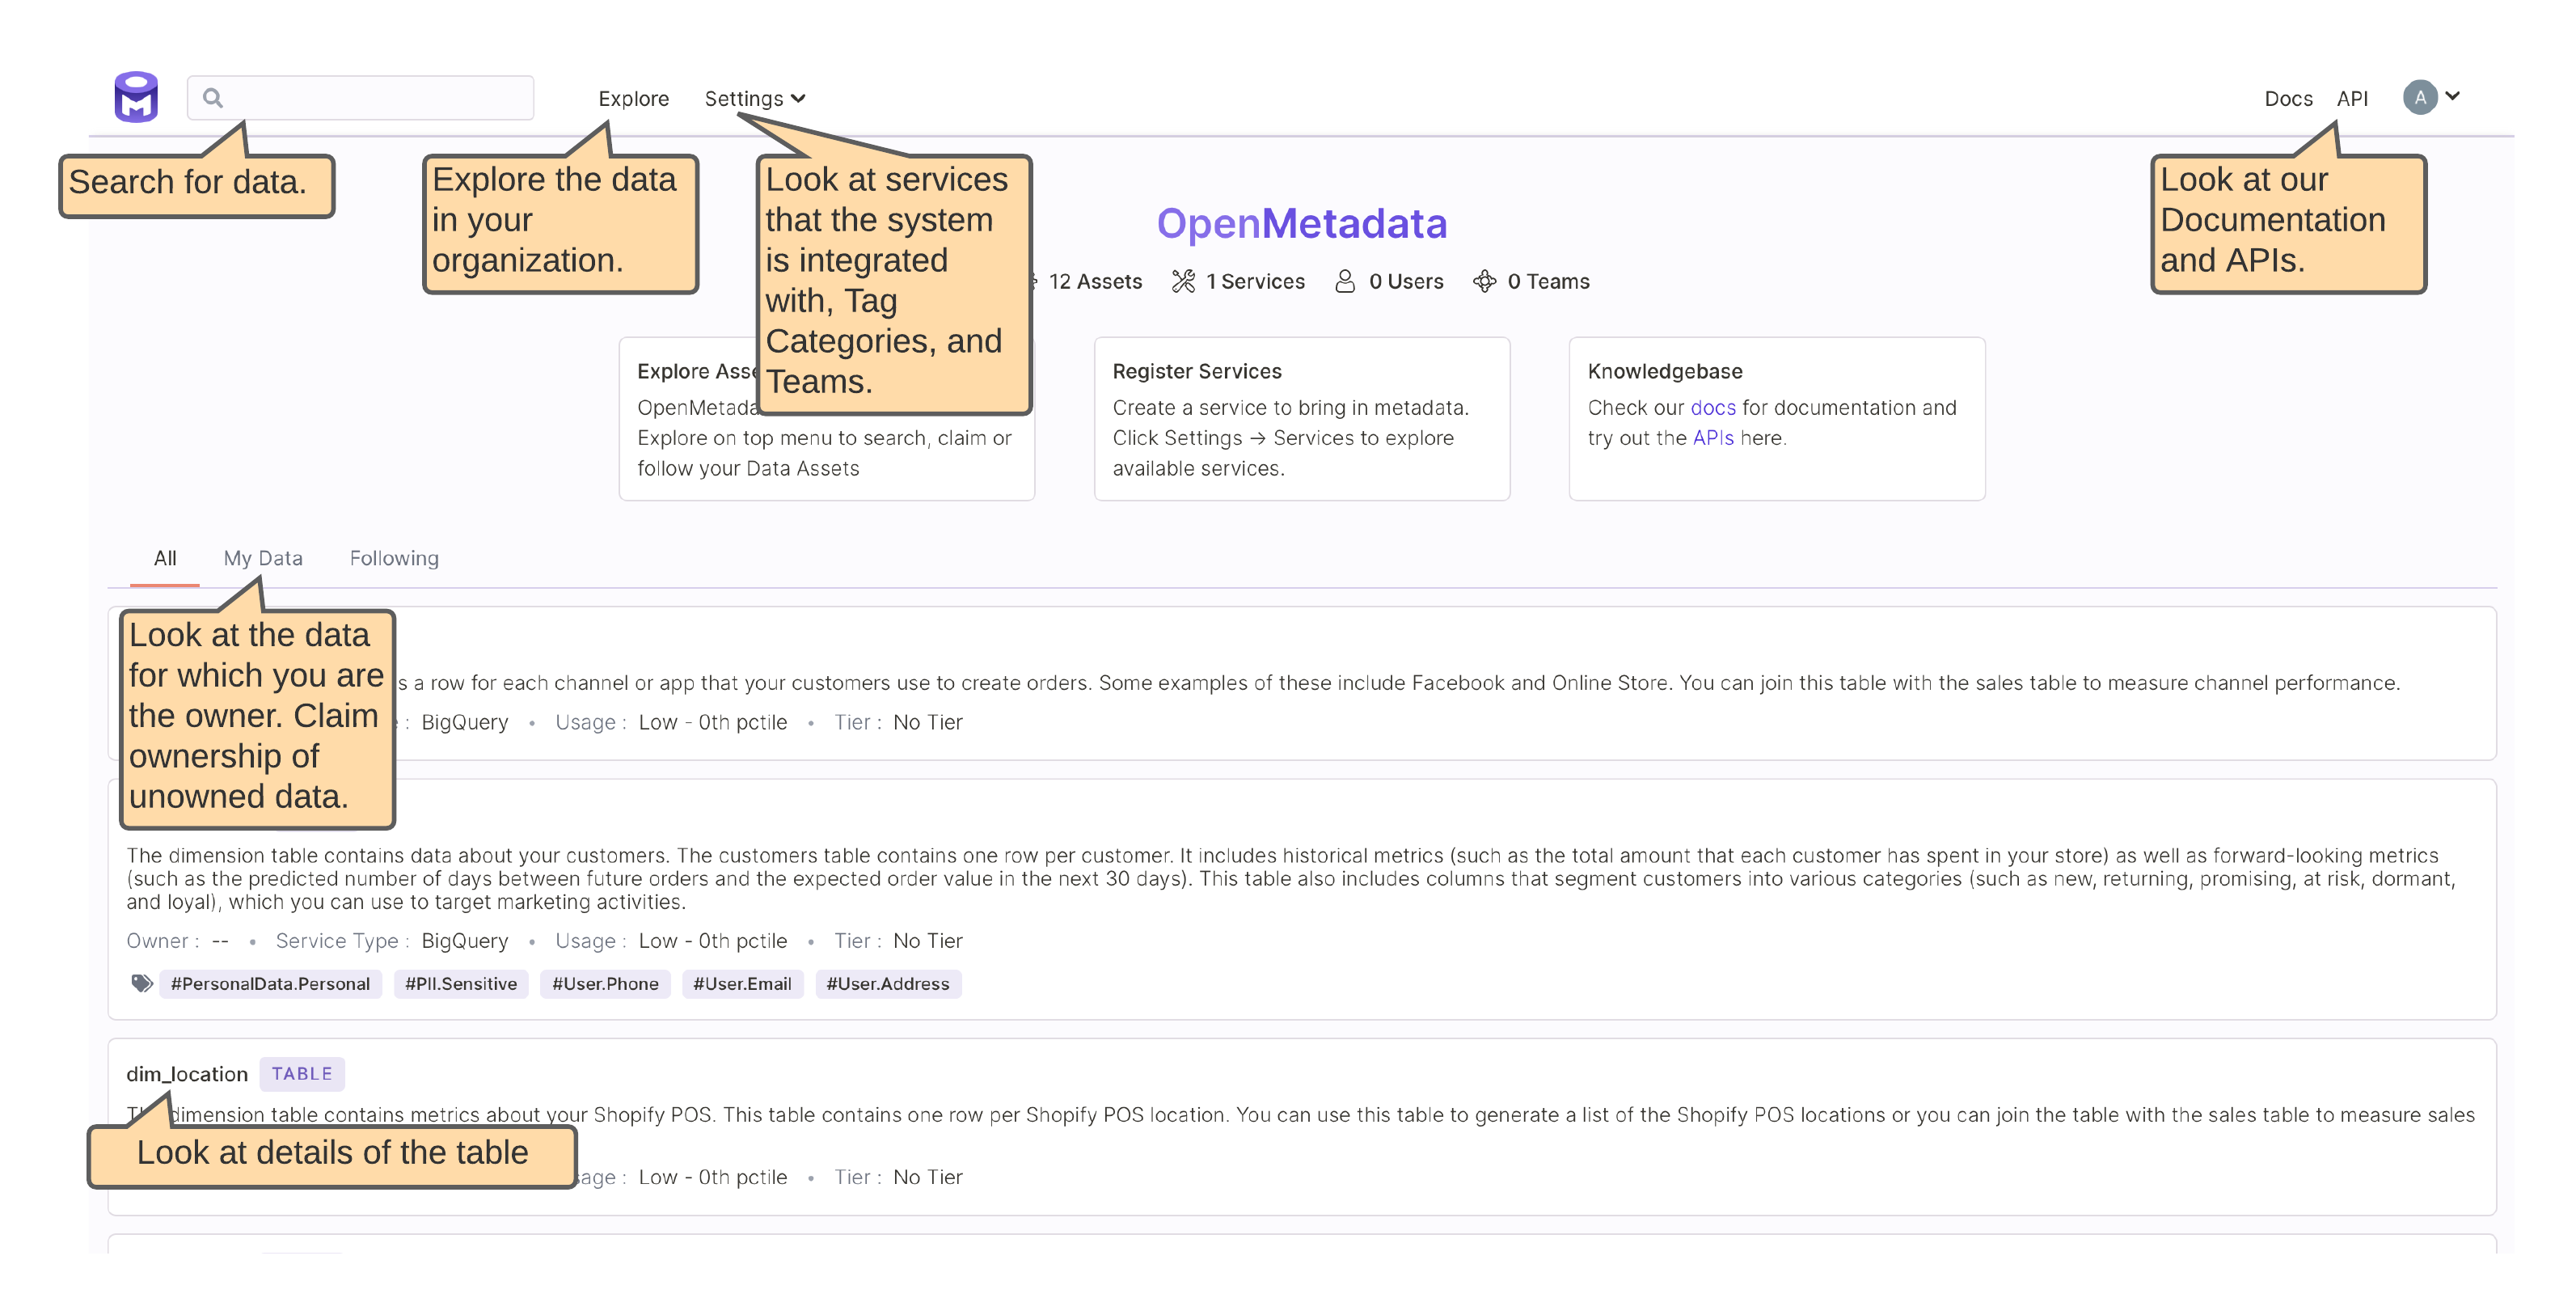 Explore
Settings
Docs
API
A
Search for data.
Explore the data
in your
organization.
Look at services
that the system
is integrated
with, Tag
Categories, and
Teams.
Look at our
Documentation
and APIs.
OpenMetadata
12 Assets
1 Services
0 Users
0 Teams
Explore
OpenMetada
Explore on top menu to search, claim or
follow your Data Assets
Register Services
Create a service to bring in metadata.
Click Settings → Services to explore
available services.
Knowledgebase
Check our docs for documentation and
try out the APIs here.
All
My Data
Following
Look at the data
for which you are
the owner. Claim
ownership of
unowned data.
s a row for each channel or app that your customers use to create orders. Some examples of these include Facebook and Online Store. You can join this table with the sales table to measure channel performance.
: BigQuery • Usage : Low - 0th pctile • Tier : No Tier
The dimension table contains data about your customers. The customers table contains one row per customer. It includes historical metrics (such as the total amount that each customer has spent in your store) as well as forward-looking metrics
(such as the predicted number of days between future orders and the expected order value in the next 30 days). This table also includes columns that segment customers into various categories (such as new, returning, promising, at risk, dormant,
and loyal), which you can use to target marketing activities.
Owner : -- • Service Type : BigQuery • Usage : Low - 0th pctile • Tier : No Tier
#PersonalData.Personal #PII.Sensitive #User.Phone #User.Email #User.Address
dim_location TABLE
dimension table contains metrics about your Shopify POS. This table contains one row per Shopify POS location. You can use this table to generate a list of the Shopify POS locations or you can join the table with the sales table to measure sales
Look at details of the table
age : Low - 0th pctile • Tier : No Tier